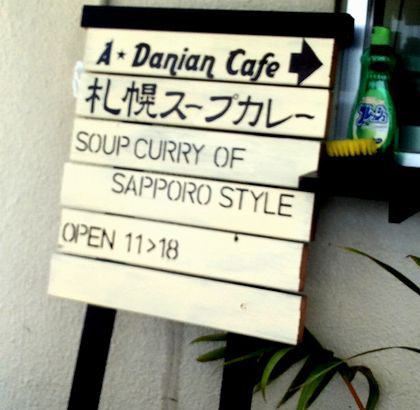 A★Danian Cafe
札幌スープカレー
SOUP CURRY OF
SAPPORO STYLE
OPEN 11>18